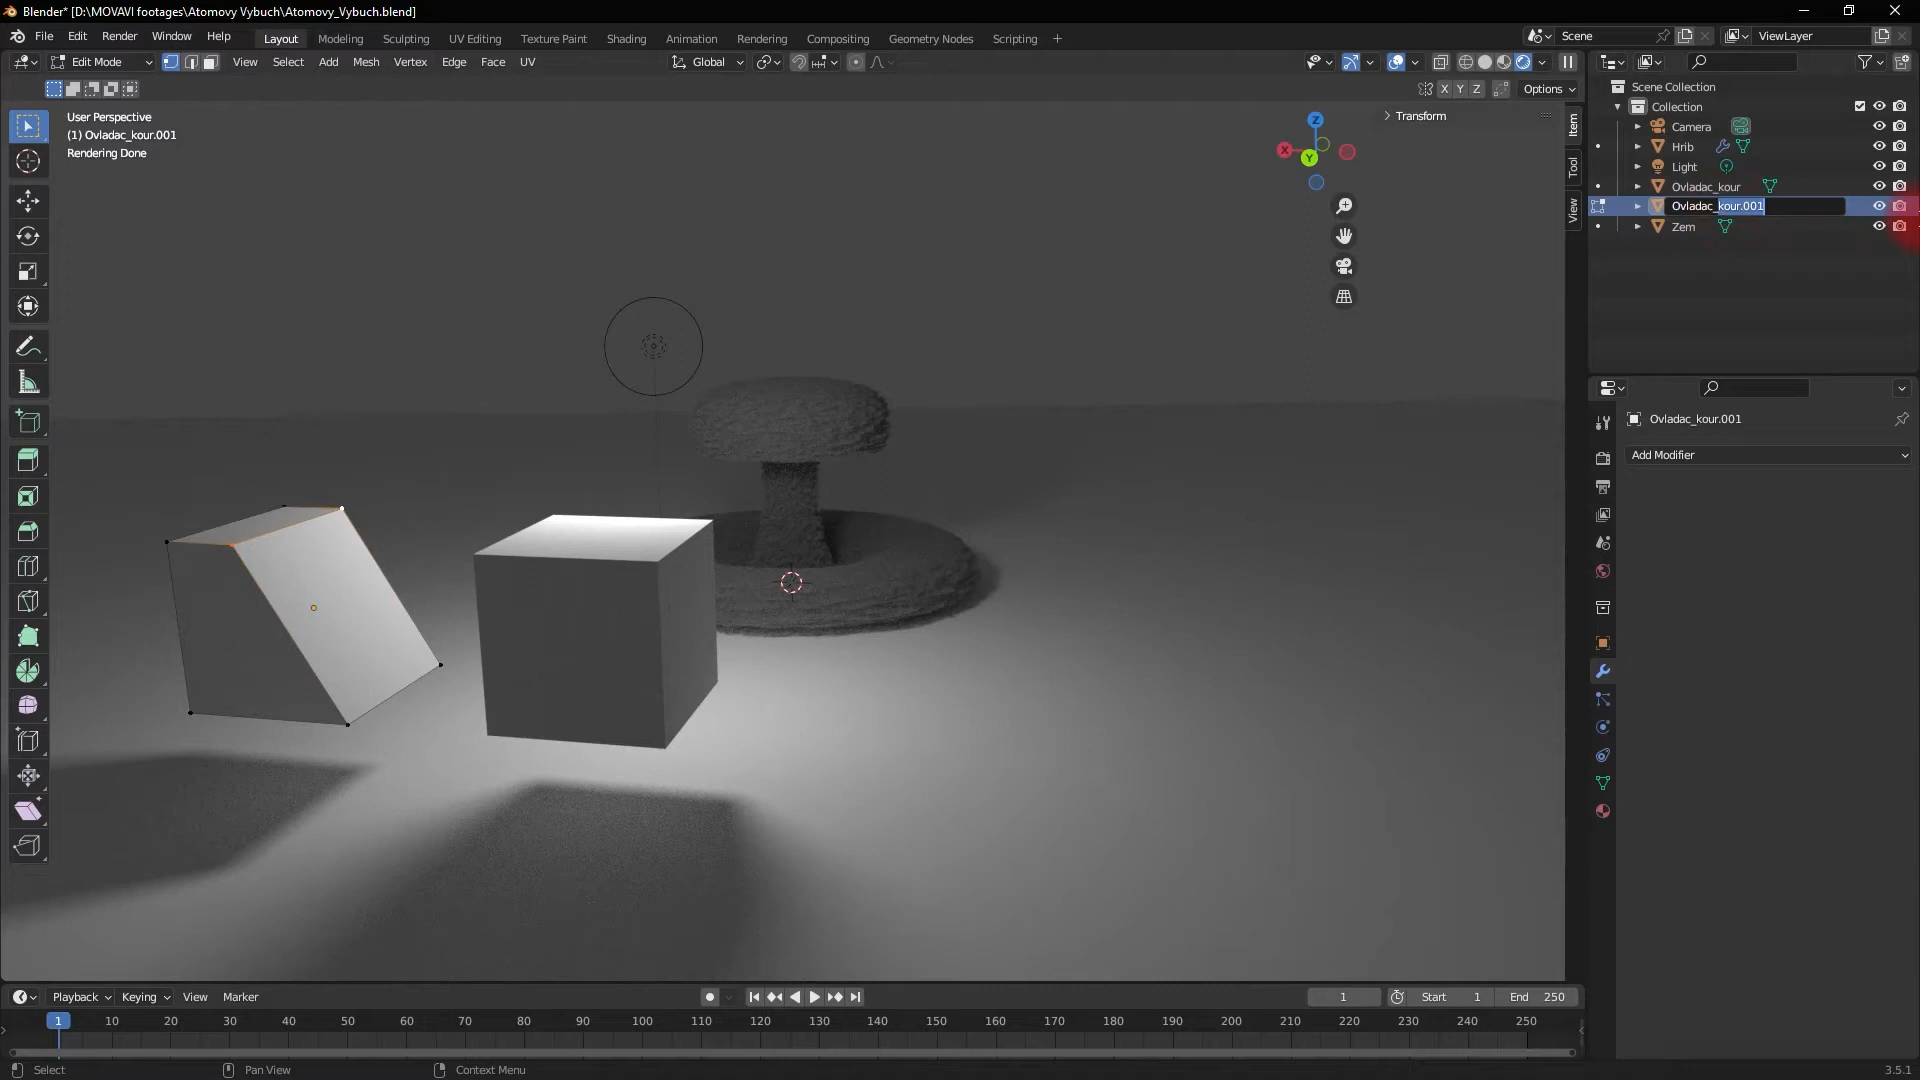 Blender* [D:\MOVAVI footages\Atomovy Vybuch\Atomovy_Vybuch.blend]
File Edit Render Window Help
Layout Modeling Sculpting UV Editing Texture Paint Shading Animation Rendering Compositing Geometry Nodes Scripting +
Scene ViewLayer
Edit Mode View Select Add Mesh Vertex Edge Face UV Global
X Y Z Options
User Perspective
(1) Ovladac_kour.001
Rendering Done
Z
X
Y
Transform
Item
Tool
View
Scene Collection
Collection
Camera
Hrib
Light
Ovladac_kour
Ovladac_kour.001
Zem
Ovladac_kour.001
Add Modifier
Playback Keying View Marker 1 Start 1 End 250
1 10 20 30 40 50 60 70 80 90 100 110 120 130 140 150 160 170 180 190 200 210 220 230 240 250
Select Pan View Context Menu 3.5.1